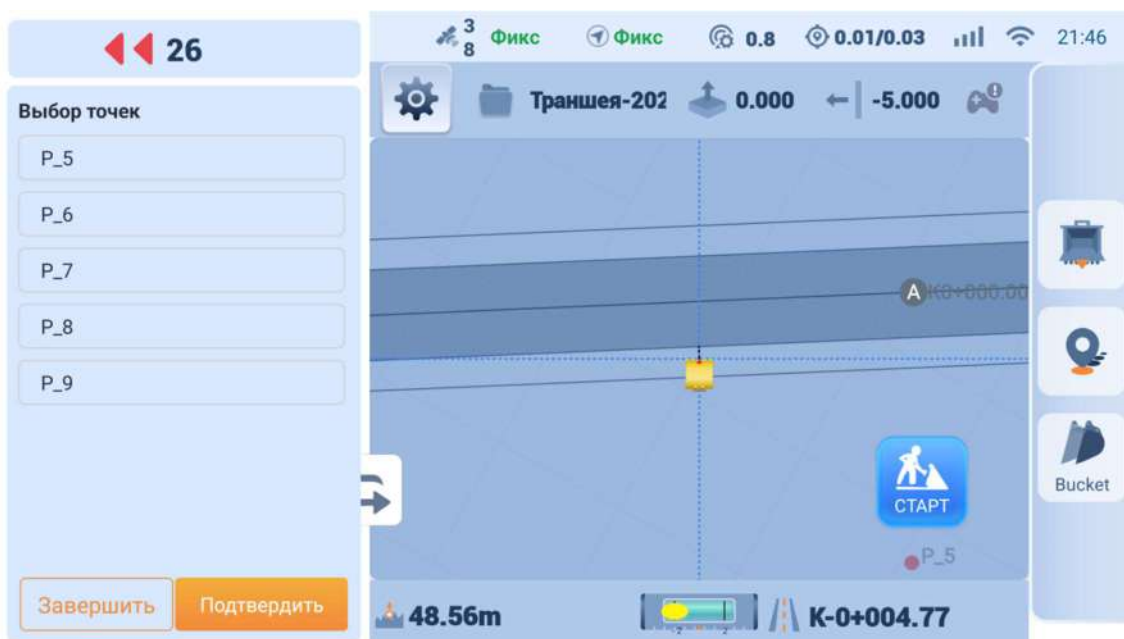 26
Выбор точек
P_5
P_6
P_7
P_8
P_9
Завершить
Подтвердить
3
8
Фикс
Фикс
0.8
0.01/0.03
21:46
Траншея-202
0.000
-5.000
A
K0+000.00
СТАРТ
P_5
Bucket
48.56m
K-0+004.77